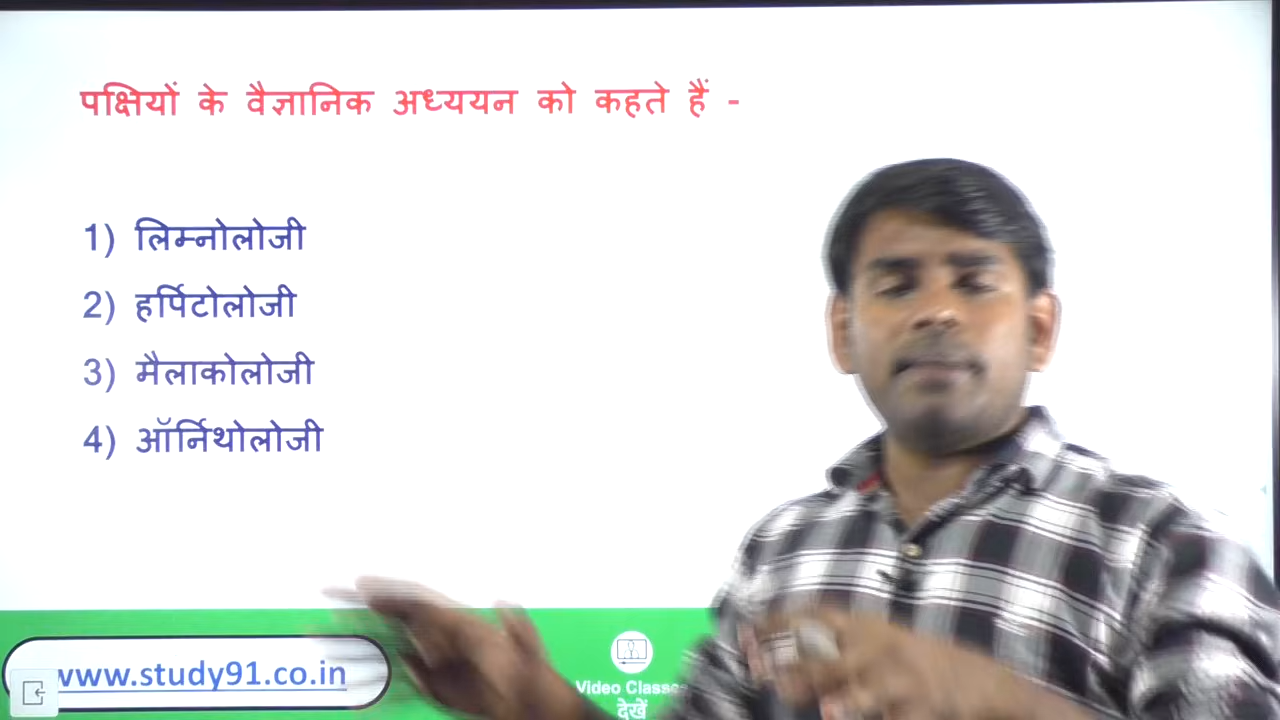 पक्षियों के वैज्ञानिक अध्ययन को कहते हैं -
1) लिम्नोलोजी
2) हर्पिटोलोजी
3) मैलाकोलोजी
4) ऑर्निथोलोजी
www.study91.co.in
Video Classes
देखें